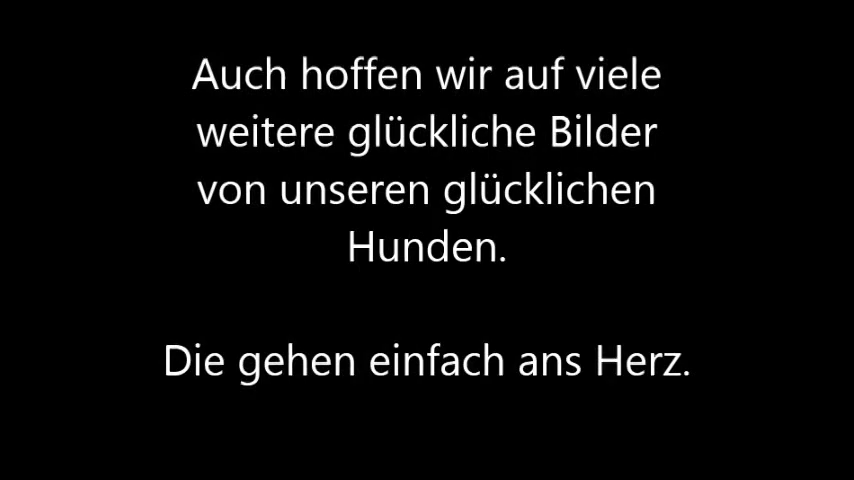 Auch hoffen wir auf viele
weitere glückliche Bilder
von unseren glücklichen
Hunden.
Die gehen einfach ans Herz.